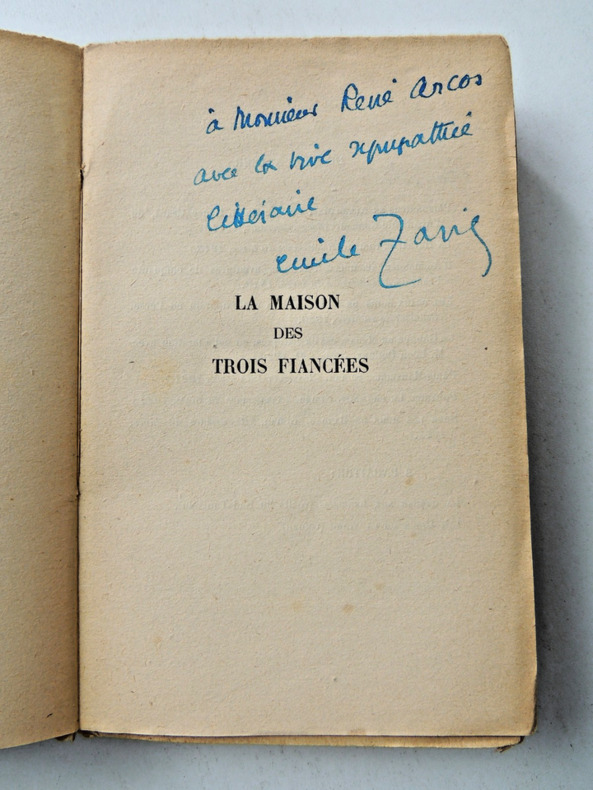 à Monsieur René Arcos
avec la vive sympathie
littéraire
Emile Zavie
LA MAISON
DES
TROIS FIANCÉES